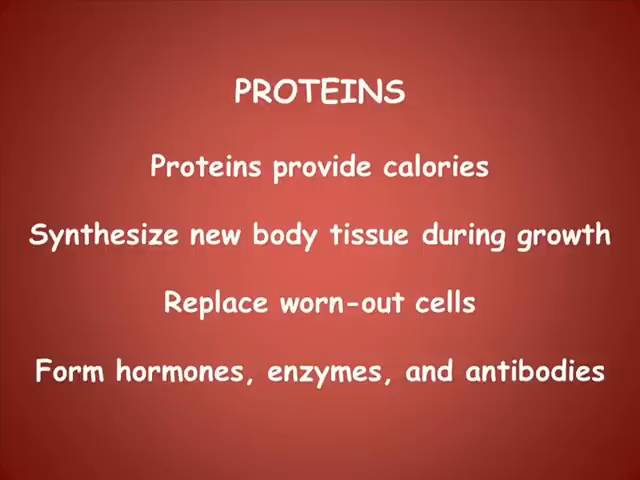 PROTEINS
Proteins provide calories
Synthesize new body tissue during growth
Replace worn-out cells
Form hormones, enzymes, and antibodies